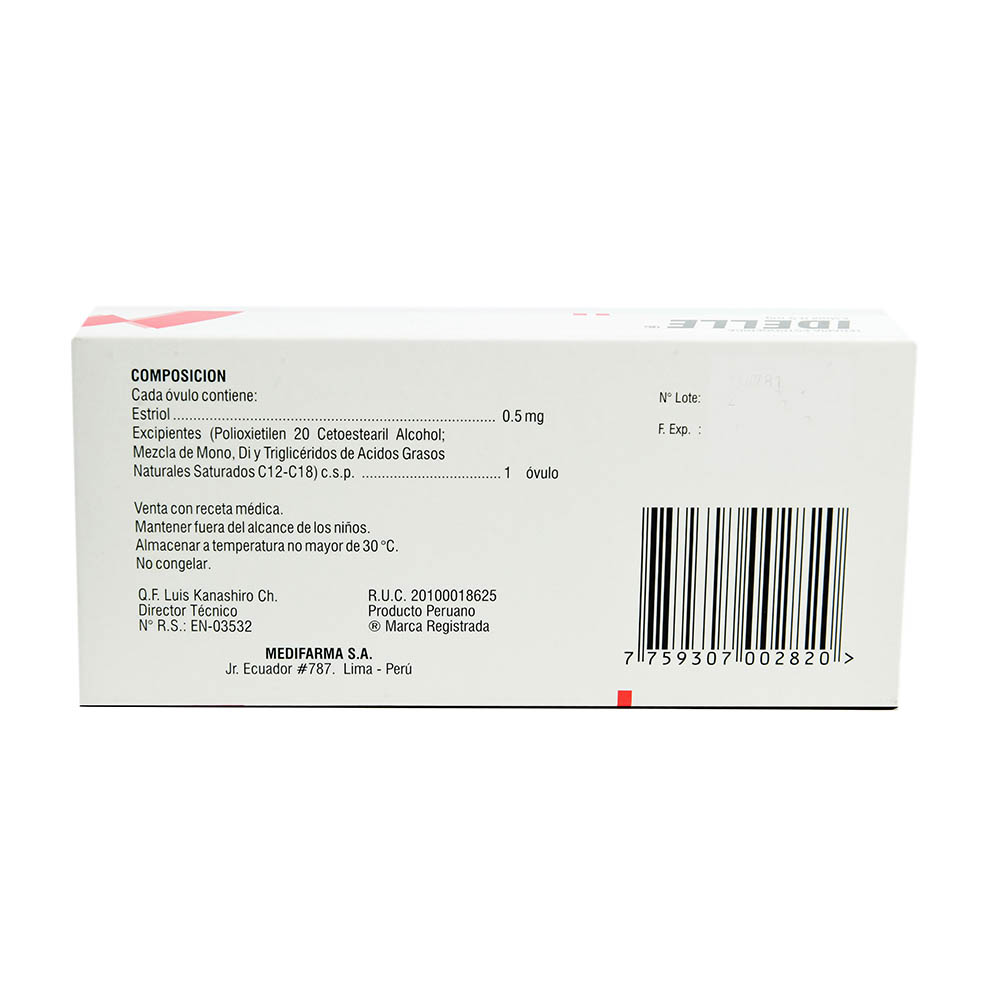 IDELLE
COMPOSICION
Cada óvulo contiene:
Estriol ........................................................................ 0.5 mg
Excipientes (Polioxietilen 20 Cetoestearil Alcohol;
Mezcla de Mono, Di y Triglicéridos de Acidos Grasos
Naturales Saturados C12-C18) c.s.p. .............................. 1 óvulo
Venta con receta médica.
Mantener fuera del alcance de los niños.
Almacenar a temperatura no mayor de 30 °C.
No congelar.
Q.F. Luis Kanashiro Ch.
Director Técnico
N° R.S.: EN-03532
R.U.C. 20100018625
Producto Peruano
® Marca Registrada
MEDIFARMA S.A.
Jr. Ecuador #787. Lima - Perú
N° Lote:
F. Exp. :
7 759307 002820 >